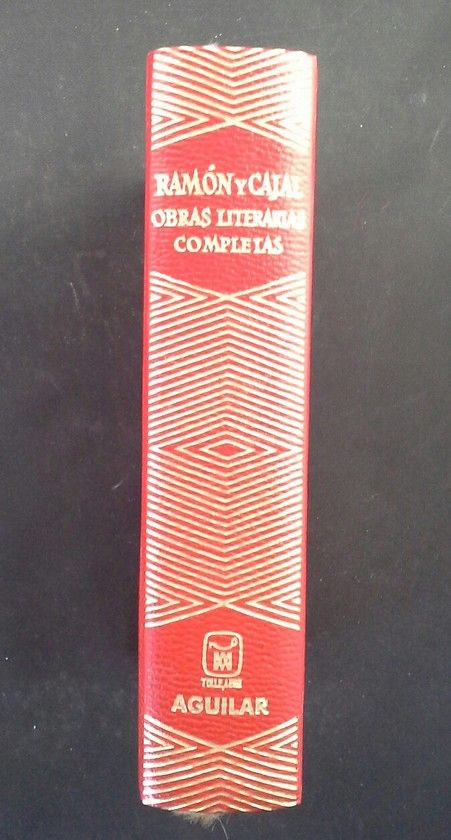 RAMÓN Y CAJAL
OBRAS LITERARIAS
COMPLETAS
AGUILAR